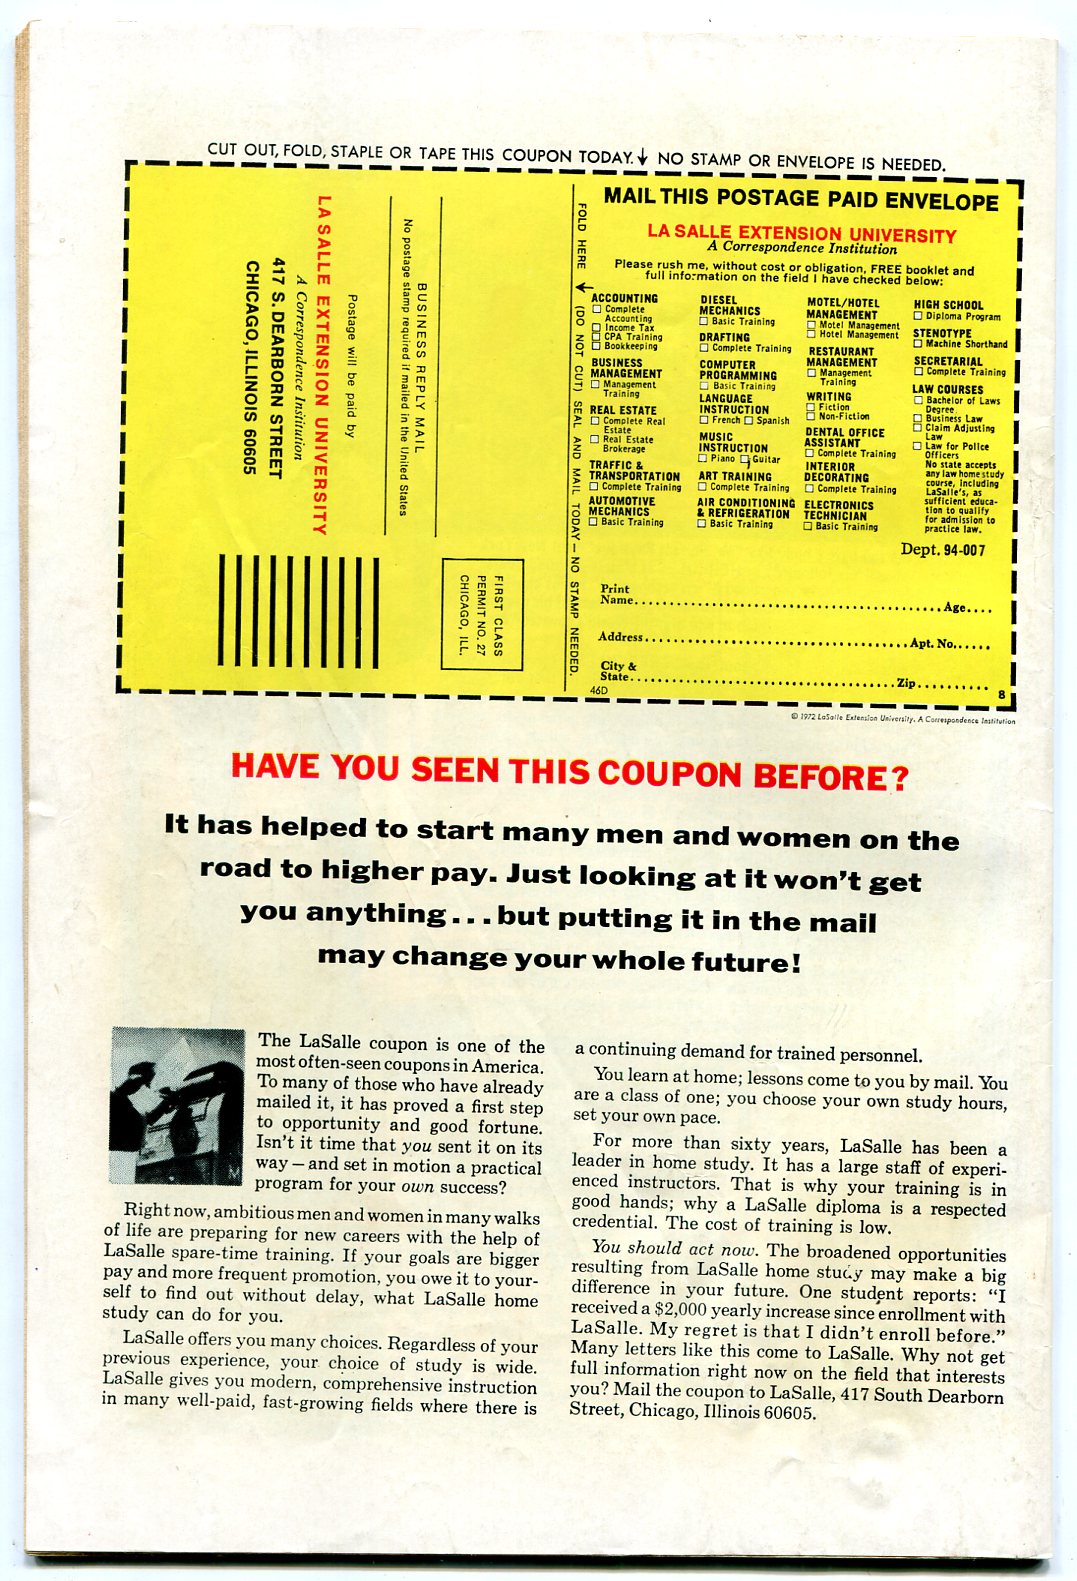 CUT OUT, FOLD, STAPLE OR TAPE THIS COUPON TODAY. ↓ NO STAMP OR ENVELOPE IS NEEDED.
FIRST CLASS
PERMIT NO. 27
CHICAGO, ILL.
BUSINESS REPLY MAIL
No postage stamp required if mailed in the United States
Postage will be paid by
LA SALLE EXTENSION UNIVERSITY
A Correspondence Institution
417 S. DEARBORN STREET
CHICAGO, ILLINOIS 60605
FOLD HERE ← (DO NOT CUT) SEAL AND MAIL TODAY — NO STAMP NEEDED.
MAIL THIS POSTAGE PAID ENVELOPE
LA SALLE EXTENSION UNIVERSITY
A Correspondence Institution
Please rush me, without cost or obligation, FREE booklet and
full information on the field I have checked below:
ACCOUNTING
☐ Complete
Accounting
☐ Income Tax
☐ CPA Training
☐ Bookkeeping
BUSINESS
MANAGEMENT
☐ Management
Training
REAL ESTATE
☐ Complete Real
Estate
☐ Real Estate
Brokerage
TRAFFIC &
TRANSPORTATION
☐ Complete Training
AUTOMOTIVE
MECHANICS
☐ Basic Training
DIESEL
MECHANICS
☐ Basic Training
DRAFTING
☐ Complete Training
COMPUTER
PROGRAMMING
☐ Basic Training
LANGUAGE
INSTRUCTION
☐ French ☐ Spanish
MUSIC
INSTRUCTION
☐ Piano ☐ Guitar
ART TRAINING
☐ Complete Training
AIR CONDITIONING
& REFRIGERATION
☐ Basic Training
MOTEL/HOTEL
MANAGEMENT
☐ Motel Management
☐ Hotel Management
RESTAURANT
MANAGEMENT
☐ Management
Training
WRITING
☐ Fiction
☐ Non-Fiction
DENTAL OFFICE
ASSISTANT
☐ Complete Training
INTERIOR
DECORATING
☐ Complete Training
ELECTRONICS
TECHNICIAN
☐ Basic Training
HIGH SCHOOL
☐ Diploma Program
STENOTYPE
☐ Machine Shorthand
SECRETARIAL
☐ Complete Training
LAW COURSES
☐ Bachelor of Laws
Degree
☐ Business Law
☐ Claim Adjusting
Law
☐ Law for Police
Officers
No state accepts
any law home study
course, including
LaSalle's, as
sufficient educa-
tion to qualify
for admission to
practice law.
Dept. 94-007
Print
Name........ Age....
Address........ Apt. No......
City &
State........ Zip..........
46D 8
© 1972 LaSalle Extension University. A Correspondence Institution
HAVE YOU SEEN THIS COUPON BEFORE?
It has helped to start many men and women on the
road to higher pay. Just looking at it won't get
you anything...but putting it in the mail
may change your whole future!
M
The LaSalle coupon is one of the
most often-seen coupons in America.
To many of those who have already
mailed it, it has proved a first step
to opportunity and good fortune.
Isn't it time that you sent it on its
way — and set in motion a practical
program for your own success?
Right now, ambitious men and women in many walks
of life are preparing for new careers with the help of
LaSalle spare-time training. If your goals are bigger
pay and more frequent promotion, you owe it to your-
self to find out without delay, what LaSalle home
study can do for you.
LaSalle offers you many choices. Regardless of your
previous experience, your choice of study is wide.
LaSalle gives you modern, comprehensive instruction
in many well-paid, fast-growing fields where there is
a continuing demand for trained personnel.
You learn at home; lessons come to you by mail. You
are a class of one; you choose your own study hours,
set your own pace.
For more than sixty years, LaSalle has been a
leader in home study. It has a large staff of experi-
enced instructors. That is why your training is in
good hands; why a LaSalle diploma is a respected
credential. The cost of training is low.
You should act now. The broadened opportunities
resulting from LaSalle home study may make a big
difference in your future. One student reports: "I
received a $2,000 yearly increase since enrollment with
LaSalle. My regret is that I didn't enroll before."
Many letters like this come to LaSalle. Why not get
full information right now on the field that interests
you? Mail the coupon to LaSalle, 417 South Dearborn
Street, Chicago, Illinois 60605.